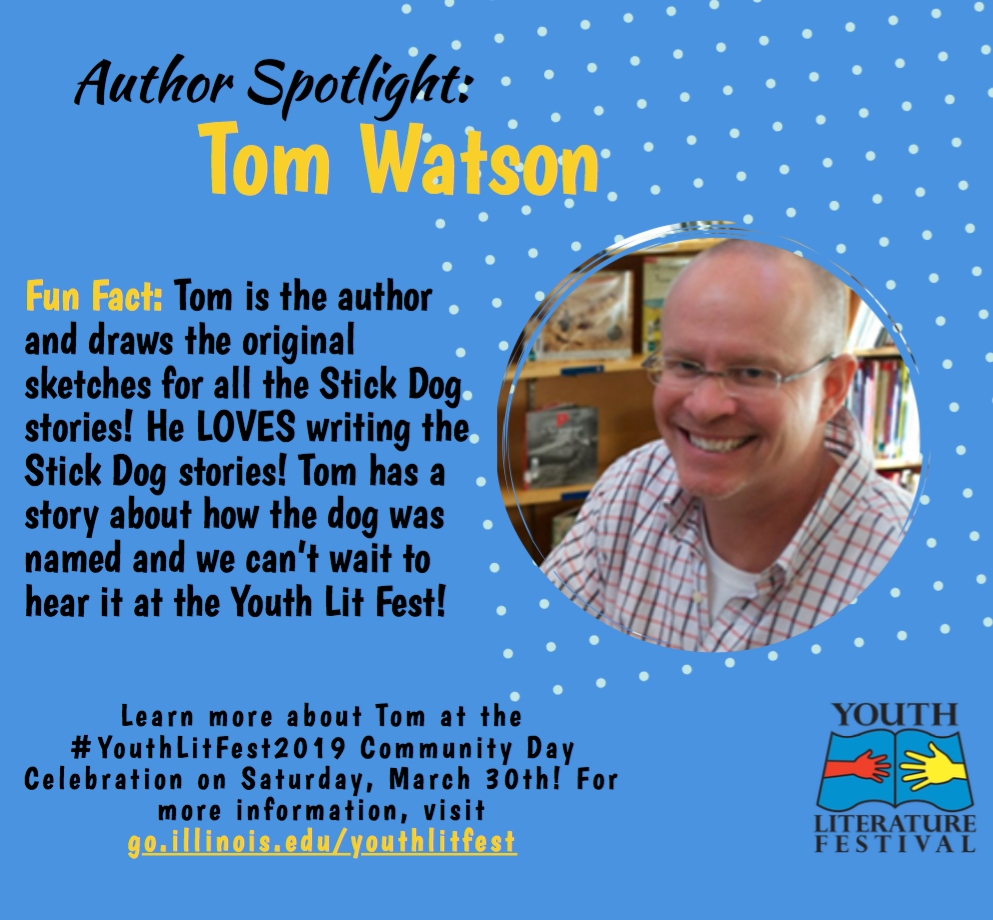 Author Spotlight:
Tom Watson
Fun Fact: Tom is the author
and draws the original
sketches for all the Stick Dog
stories! He LOVES writing the
Stick Dog stories! Tom has a
story about how the dog was
named and we can't wait to
hear it at the Youth Lit Fest!
Learn more about Tom at the
#YouthLitFest2019 Community Day
Celebration on Saturday, March 30th! For
more information, visit
go.illinois.edu/youthlitfest
YOUTH
LITERATURE
FESTIVAL